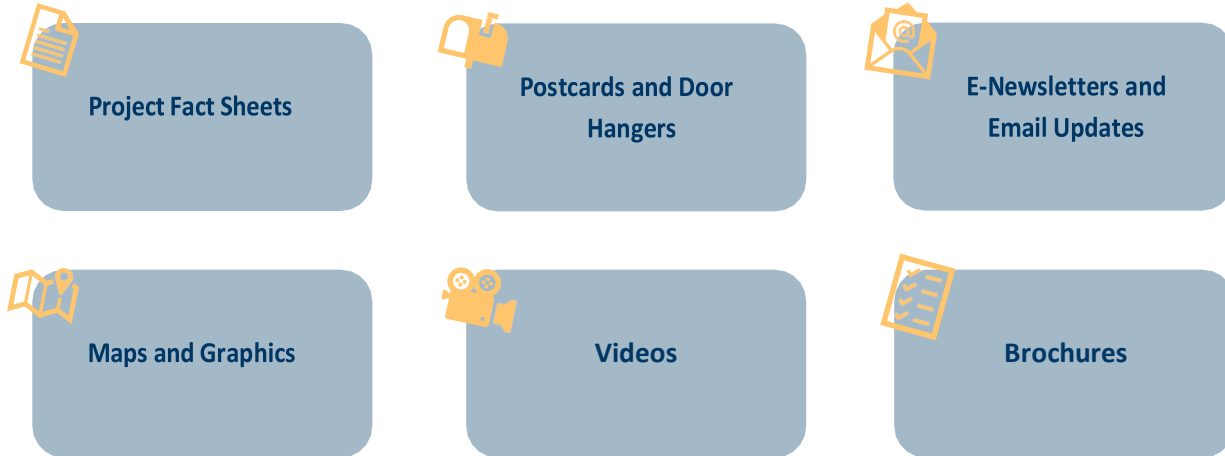 Project Fact Sheets
Postcards and Door
Hangers
E-Newsletters and
Email Updates
Maps and Graphics
Videos
Brochures